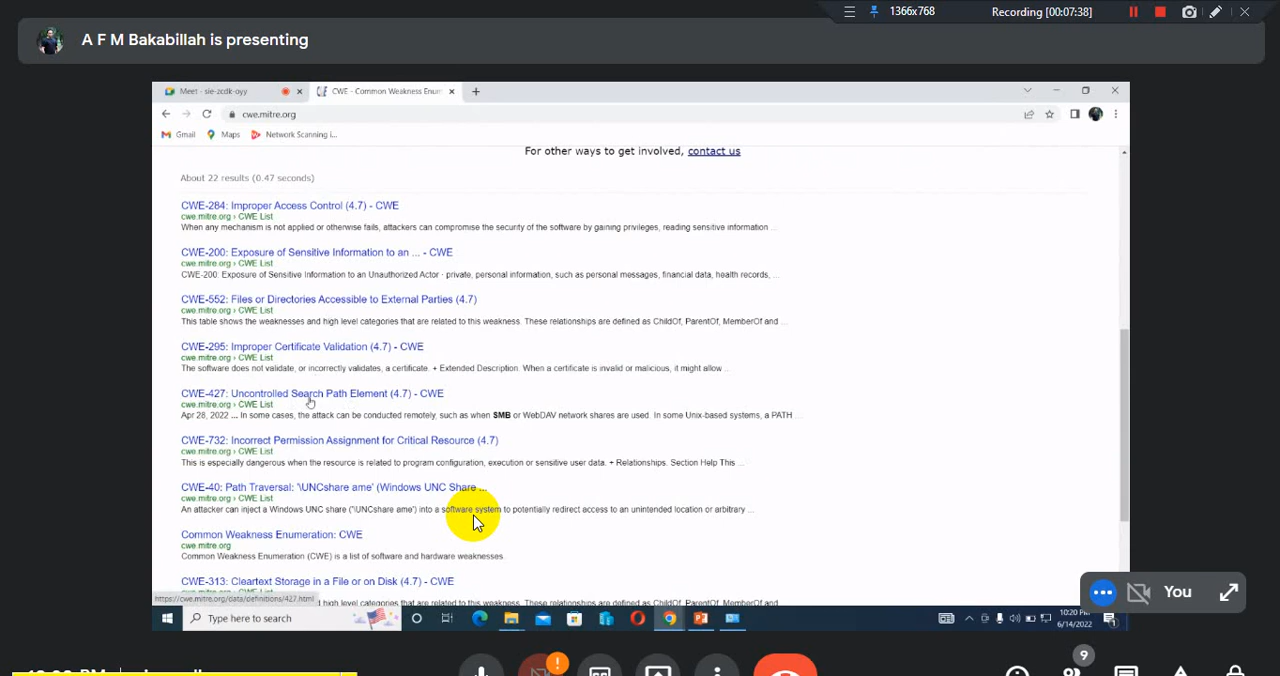 1366x768
Recording [00:07:38]
A F M Bakabillah is presenting
Meet - sie-zcdk-oyy
CWE - Common Weakness Enum
cwe.mitre.org
Gmail
Maps
Network Scanning i...
For other ways to get involved, contact us
About 22 results (0.47 seconds)
CWE-284: Improper Access Control (4.7) - CWE
cwe.mitre.org › CWE List
When any mechanism is not applied or otherwise fails, attackers can compromise the security of the software by gaining privileges, reading sensitive information ...
CWE-200: Exposure of Sensitive Information to an ... - CWE
cwe.mitre.org › CWE List
CWE-200: Exposure of Sensitive Information to an Unauthorized Actor · private, personal information, such as personal messages, financial data, health records, ...
CWE-552: Files or Directories Accessible to External Parties (4.7)
cwe.mitre.org › CWE List
This table shows the weaknesses and high level categories that are related to this weakness. These relationships are defined as ChildOf, ParentOf, MemberOf and ...
CWE-295: Improper Certificate Validation (4.7) - CWE
cwe.mitre.org › CWE List
The software does not validate, or incorrectly validates, a certificate. + Extended Description. When a certificate is invalid or malicious, it might allow ...
CWE-427: Uncontrolled Search Path Element (4.7) - CWE
cwe.mitre.org › CWE List
Apr 28, 2022 ... In some cases, the attack can be conducted remotely, such as when SMB or WebDAV network shares are used. In some Unix-based systems, a PATH ...
CWE-732: Incorrect Permission Assignment for Critical Resource (4.7)
cwe.mitre.org › CWE List
This is especially dangerous when the resource is related to program configuration, execution or sensitive user data. + Relationships. Section Help This ...
CWE-40: Path Traversal: '\\UNC\share ame\' (Windows UNC Share ...
cwe.mitre.org › CWE List
An attacker can inject a Windows UNC share ('\\UNC\share ame') into a software system to potentially redirect access to an unintended location or arbitrary ...
Common Weakness Enumeration: CWE
cwe.mitre.org
Common Weakness Enumeration (CWE) is a list of software and hardware weaknesses
CWE-313: Cleartext Storage in a File or on Disk (4.7) - CWE
https://cwe.mitre.org/data/definitions/427.html
d high level categories that are related to this weakness. These relationships are defined as ChildOf, ParentOf, MemberOf and ...
You
Type here to search
10:20 PM
6/14/2022
1
9